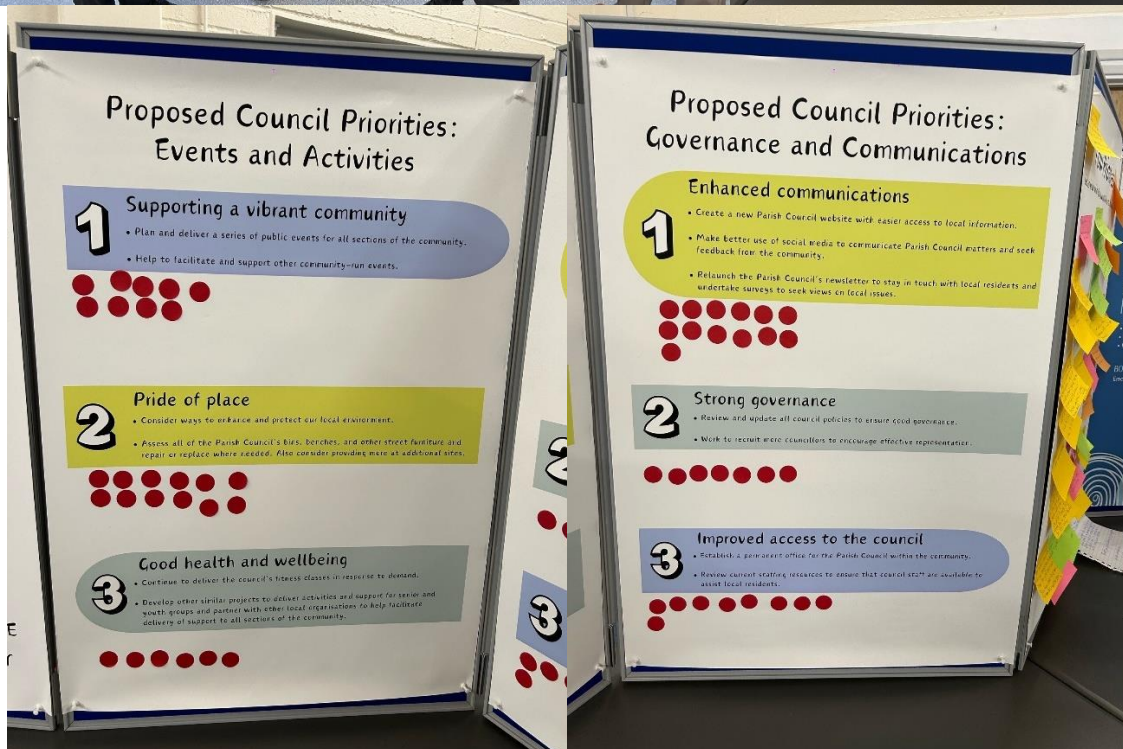 Proposed Council Priorities:
Events and Activities
1
Supporting a vibrant community
• Plan and deliver a series of public events for all sections of the community.
• Help to facilitate and support other community-run events.
2
Pride of place
• Consider ways to enhance and protect our local environment.
• Assess all of the Parish Council's bins, benches, and other street furniture and
repair or replace where needed. Also consider providing more at additional sites.
3
Good health and wellbeing
• Continue to deliver the council's fitness classes in response to demand.
• Develop other similar projects to deliver activities and support for senior and
youth groups and partner with other local organisations to help facilitate
delivery of support to all sections of the community.
2
3
Proposed Council Priorities:
Governance and Communications
1
Enhanced communications
• Create a new Parish Council website with easier access to local information.
• Make better use of social media to communicate Parish Council matters and seek
feedback from the community.
• Relaunch the Parish Council's newsletter to stay in touch with local residents and
undertake surveys to seek views on local issues.
2
Strong governance
• Review and update all council policies to ensure good governance.
• Work to recruit more councillors to encourage effective representation.
3
Improved access to the council
• Establish a permanent office for the Parish Council within the community.
• Review current staffing resources to ensure that council staff are available to
assist local residents.